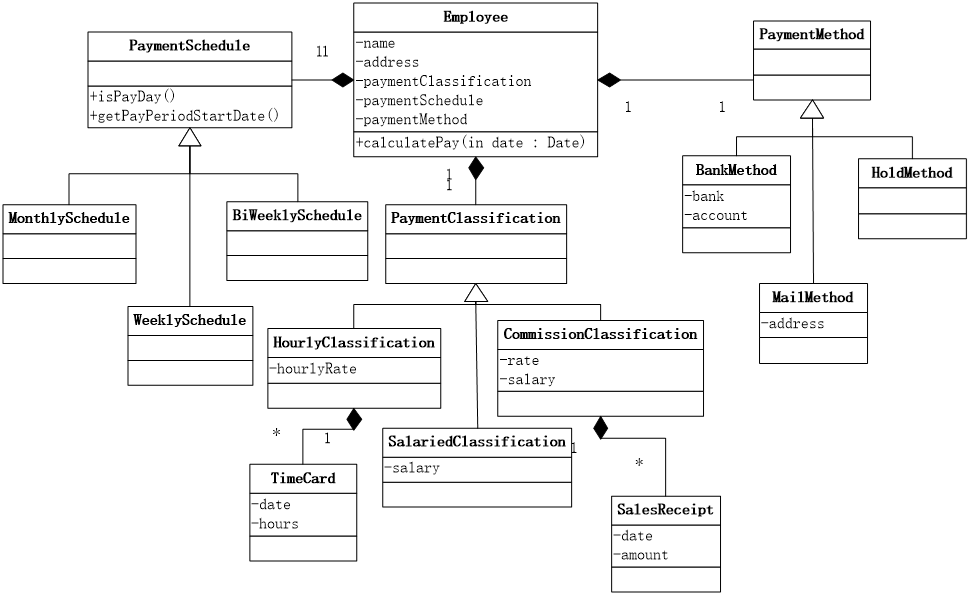 Employee
-name
-address
-paymentClassification
-paymentSchedule
-paymentMethod
+calculatePay(in date : Date)
PaymentSchedule
+isPayDay()
+getPayPeriodStartDate()
11
PaymentMethod
1
1
1
1
MonthlySchedule
BiWeeklySchedule
WeeklySchedule
PaymentClassification
BankMethod
-bank
-account
HoldMethod
MailMethod
-address
HourlyClassification
-hourlyRate
CommissionClassification
-rate
-salary
SalariedClassification
-salary
*
1
1
*
TimeCard
-date
-hours
SalesReceipt
-date
-amount